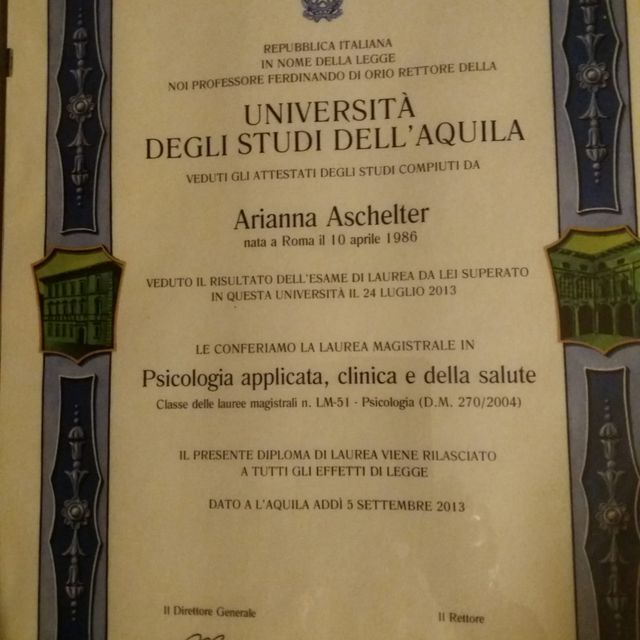 REPUBBLICA ITALIANA
IN NOME DELLA LEGGE
NOI PROFESSORE FERDINANDO DI ORIO RETTORE DELLA
UNIVERSITÀ
DEGLI STUDI DELL'AQUILA
VEDUTI GLI ATTESTATI DEGLI STUDI COMPIUTI DA
Arianna Aschelter
nata a Roma il 10 aprile 1986
VEDUTO IL RISULTATO DELL'ESAME DI LAUREA DA LEI SUPERATO
IN QUESTA UNIVERSITÀ IL 24 LUGLIO 2013
LE CONFERIAMO LA LAUREA MAGISTRALE IN
Psicologia applicata, clinica e della salute
Classe delle lauree magistrali n. LM-51 - Psicologia (D.M. 270/2004)
IL PRESENTE DIPLOMA DI LAUREA VIENE RILASCIATO
A TUTTI GLI EFFETTI DI LEGGE
DATO A L'AQUILA ADDÌ 5 SETTEMBRE 2013
Il Direttore Generale
Il Rettore